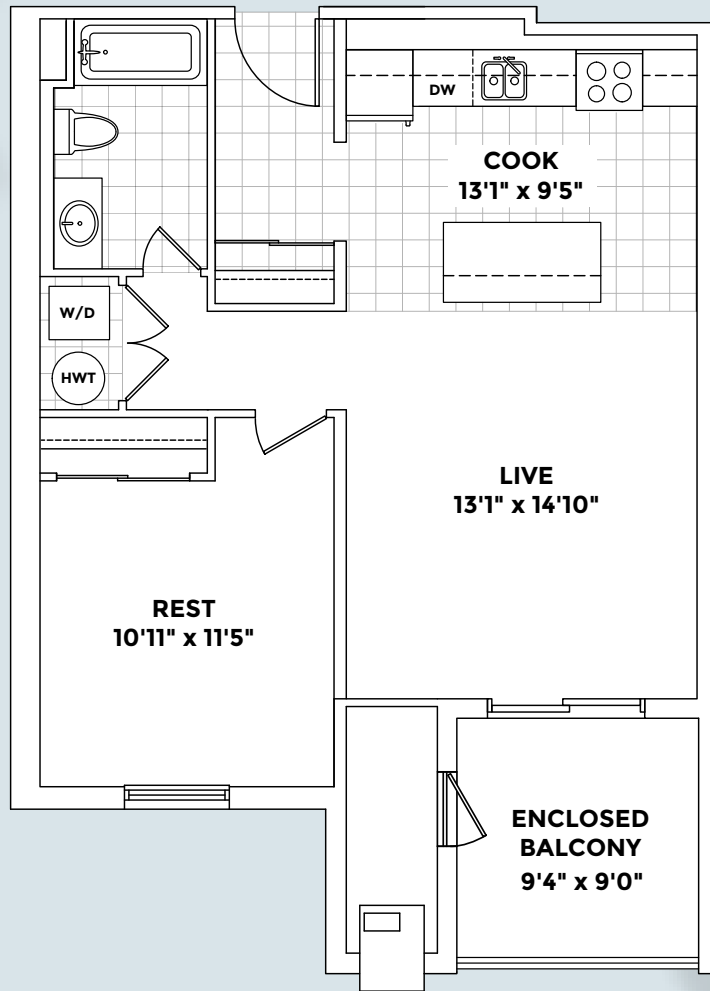 DW
COOK
13'1" x 9'5"
W/D
HWT
LIVE
13'1" x 14'10"
REST
10'11" x 11'5"
ENCLOSED
BALCONY
9'4" x 9'0"